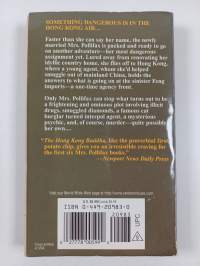 SOMETHING DANGEROUS IS IN THE
HONG KONG AIR...
Faster than she can say her name, the newly
married Mrs. Pollifax is packed and ready to go
on another adventure—her most dangerous
assignment yet. Lured away from renovating her
idyllic country home, she flies off to Hong Kong,
where a young agent, whom she'd helped
smuggle out of mainland China, holds the
answers to what is going on at the sinister Feng
Imports—a one-time agency front.
Only Mrs. Pollifax can stop what turns out to be
a frightening and ominous plot involving illicit
drugs, smuggled diamonds, a famous cat
burglar turned interpol agent, a mysterious
psychic, and, of course, murder— quite possibly
her own...
"The Hong Kong Buddha, like the proverbial first
potato chip, gives you an irresistible craving for
the first six Mrs. Pollifax books."
—Newport News Daily Press
ISBN 0-449-20983-0
20983
UPC